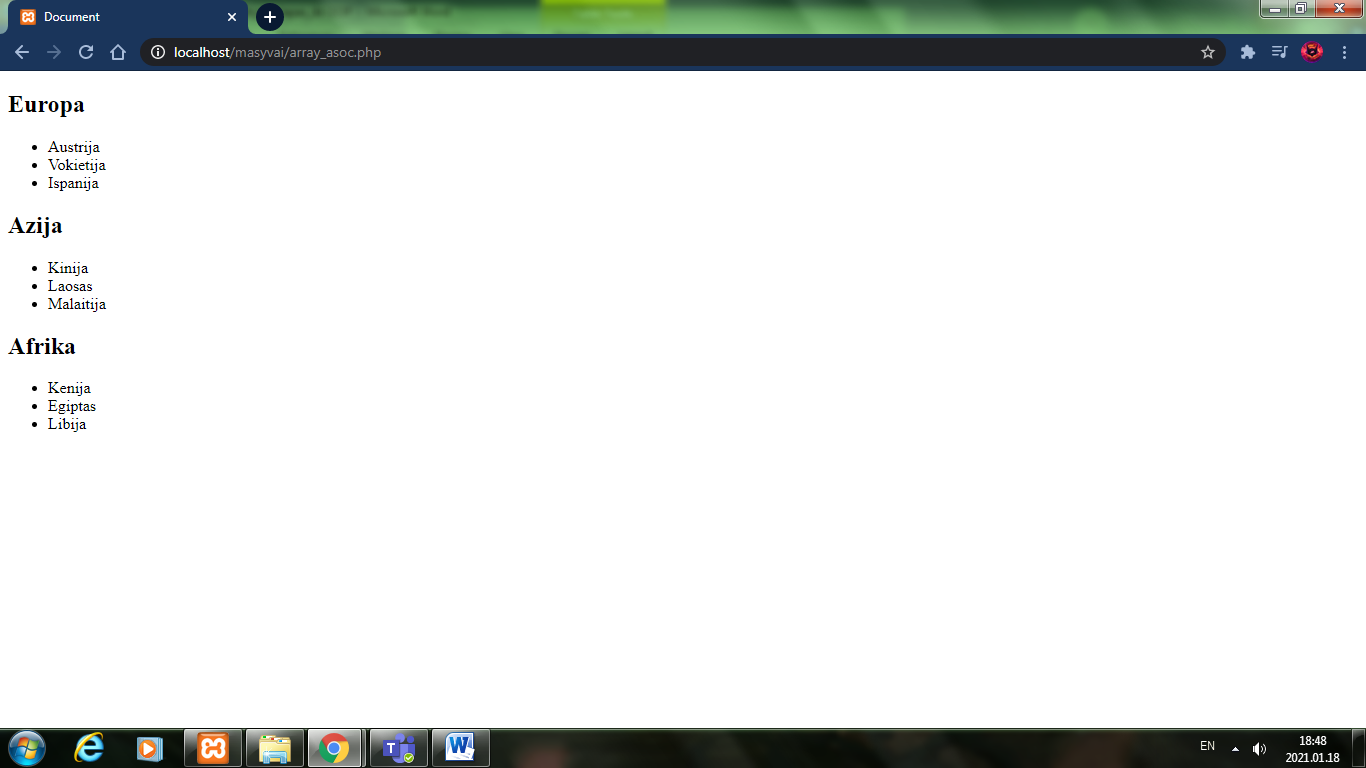 Document
localhost/masyvai/array_asoc.php
Europa
Austrija
Vokietija
Ispanija
Azija
Kinija
Laosas
Malaitija
Afrika
Kenija
Egiptas
Libija
EN
18:48
2021.01.18